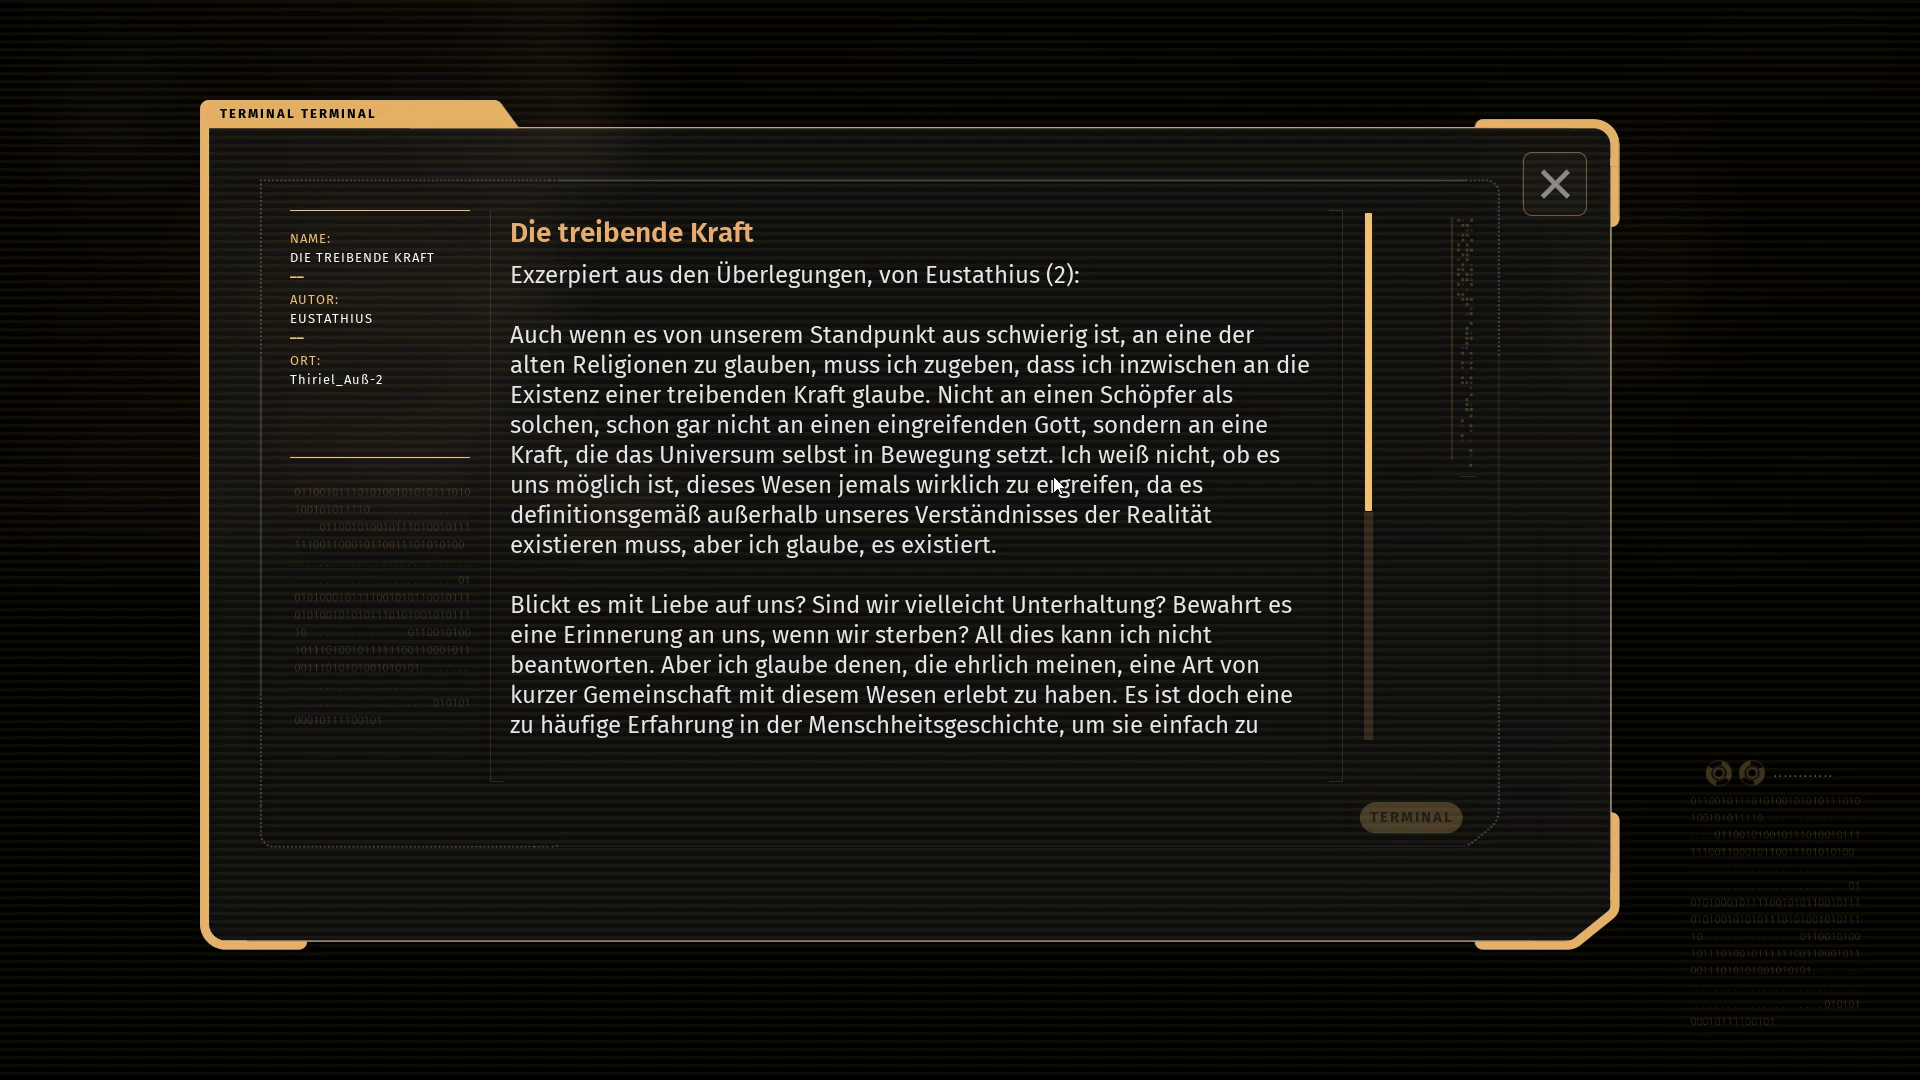 TERMINAL TERMINAL
NAME:
DIE TREIBENDE KRAFT
AUTOR:
EUSTATHIUS
ORT:
Thiriel_Auß-2
Die treibende Kraft
Exzerpiert aus den Überlegungen, von Eustathius (2):
Auch wenn es von unserem Standpunkt aus schwierig ist, an eine der
alten Religionen zu glauben, muss ich zugeben, dass ich inzwischen an die
Existenz einer treibenden Kraft glaube. Nicht an einen Schöpfer als
solchen, schon gar nicht an einen eingreifenden Gott, sondern an eine
Kraft, die das Universum selbst in Bewegung setzt. Ich weiß nicht, ob es
uns möglich ist, dieses Wesen jemals wirklich zu ergreifen, da es
definitionsgemäß außerhalb unseres Verständnisses der Realität
existieren muss, aber ich glaube, es existiert.
Blickt es mit Liebe auf uns? Sind wir vielleicht Unterhaltung? Bewahrt es
eine Erinnerung an uns, wenn wir sterben? All dies kann ich nicht
beantworten. Aber ich glaube denen, die ehrlich meinen, eine Art von
kurzer Gemeinschaft mit diesem Wesen erlebt zu haben. Es ist doch eine
zu häufige Erfahrung in der Menschheitsgeschichte, um sie einfach zu
TERMINAL